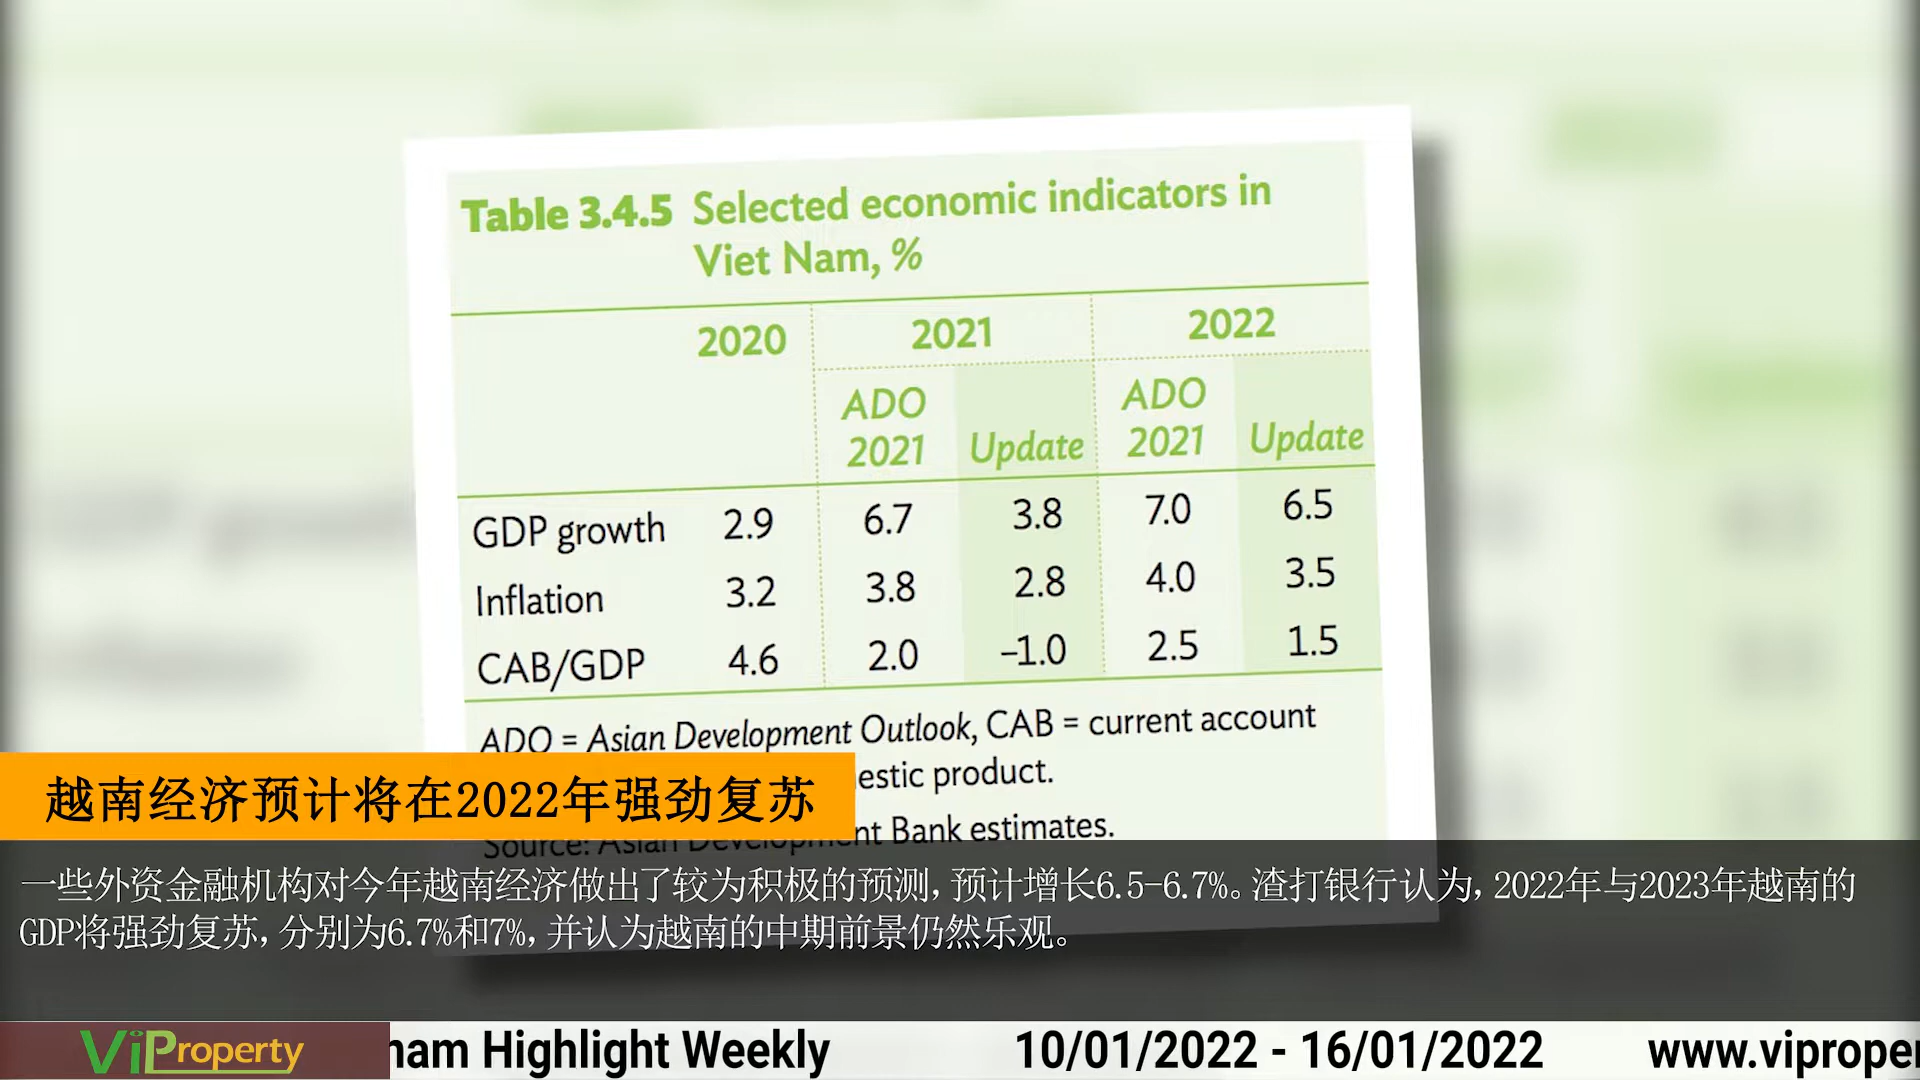 Table 3.4.5 Selected economic indicators in
Viet Nam, %
2020 2021 2022
ADO 2021 Update ADO 2021 Update
GDP growth 2.9 6.7 3.8 7.0 6.5
Inflation 3.2 3.8 2.8 4.0 3.5
CAB/GDP 4.6 2.0 –1.0 2.5 1.5
ADO = Asian Development Outlook, CAB = current account
product.
Source: Asian Development Bank estimates.
越南经济预计将在2022年强劲复苏
一些外资金融机构对今年越南经济做出了较为积极的预测，预计增长6.5-6.7%。渣打银行认为，2022年与2023年越南的
GDP将强劲复苏，分别为6.7%和7%，并认为越南的中期前景仍然乐观。
ViProperty
Highlight Weekly 10/01/2022 - 16/01/2022